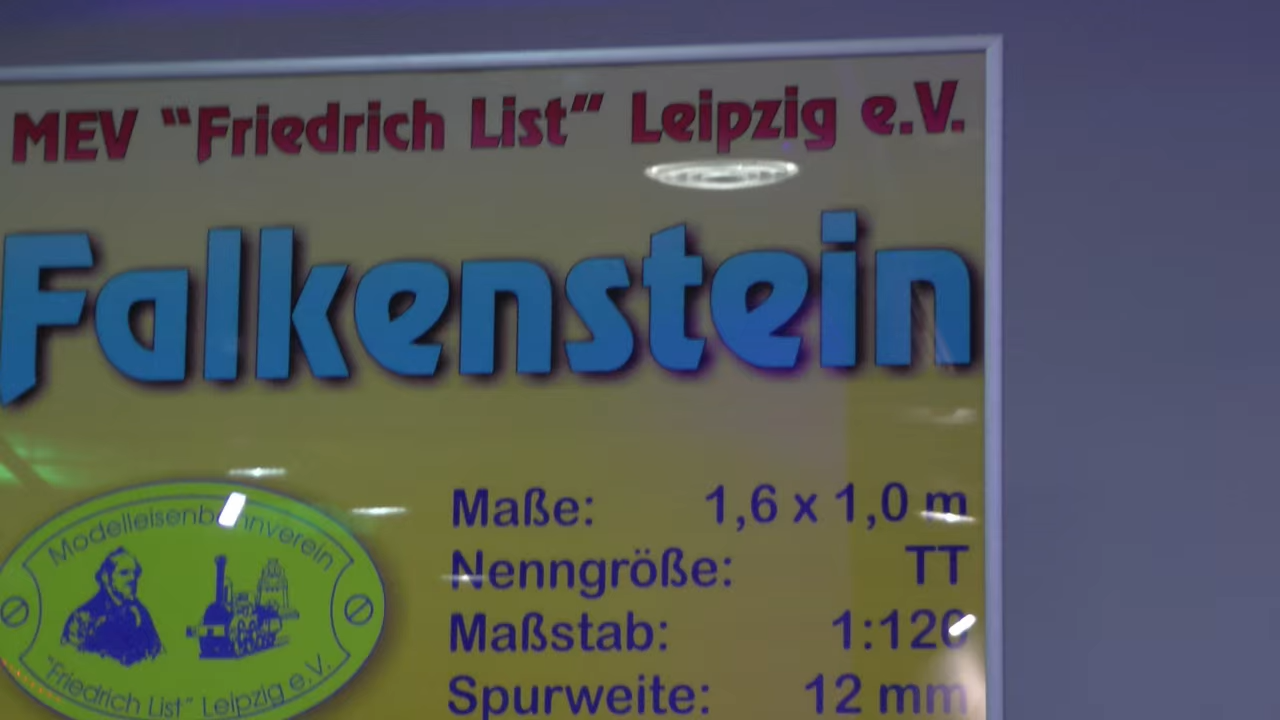 MEV "Friedrich List" Leipzig e.V.
Falkenstein
Maße: 1,6 x 1,0 m
Nenngröße: TT
Maßstab: 1:120
Spurweite: 12 mm
Modelleisenbahnverein
"Friedrich List" Leipzig e.V.